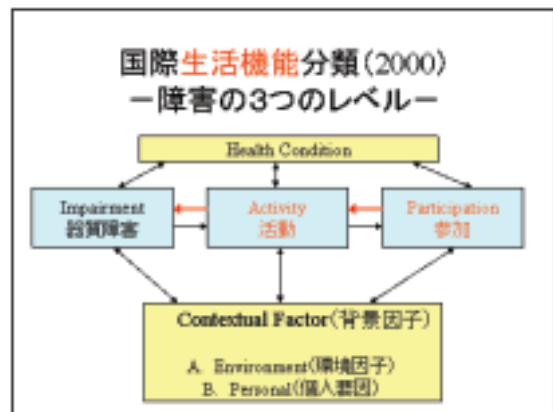 国際生活機能分類(2000)
−障害の3つのレベル−
Health Condition
Impairment
器質障害
Activity
活動
Participation
参加
Contextual Factor(背景因子)
A. Environment(環境因子)
B. Personal(個人要因)